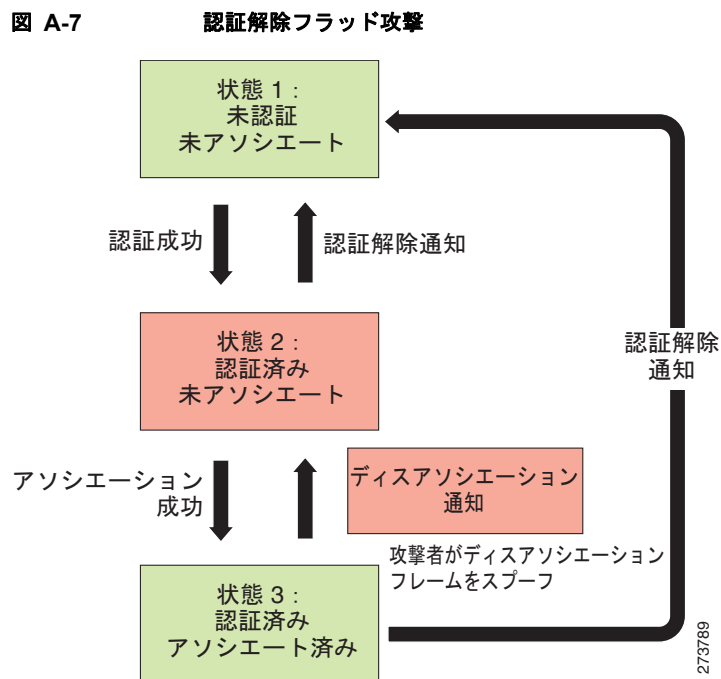 図 A-7 認証解除フラッド攻撃
状態 1：
未認証
未アソシエート
認証成功
認証解除通知
状態 2：
認証済み
未アソシエート
認証解除
通知
アソシエーション
成功
ディスアソシエーション
通知
攻撃者がディスアソシエーション
フレームをスプーフ
状態 3：
認証済み
アソシエート済み
273789